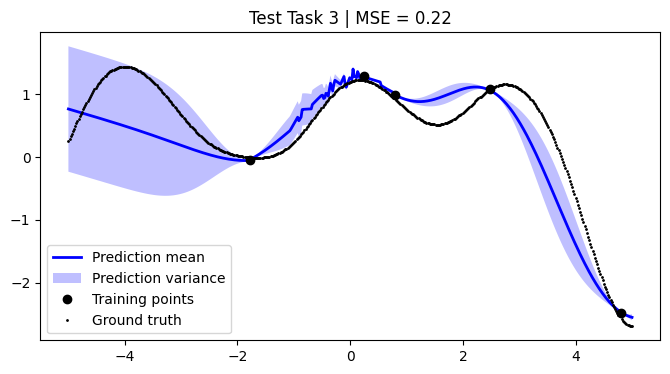 Test Task 3 | MSE = 0.22
1
0
−1
−2
Prediction mean
Prediction variance
Training points
Ground truth
−4 −2 0 2 4